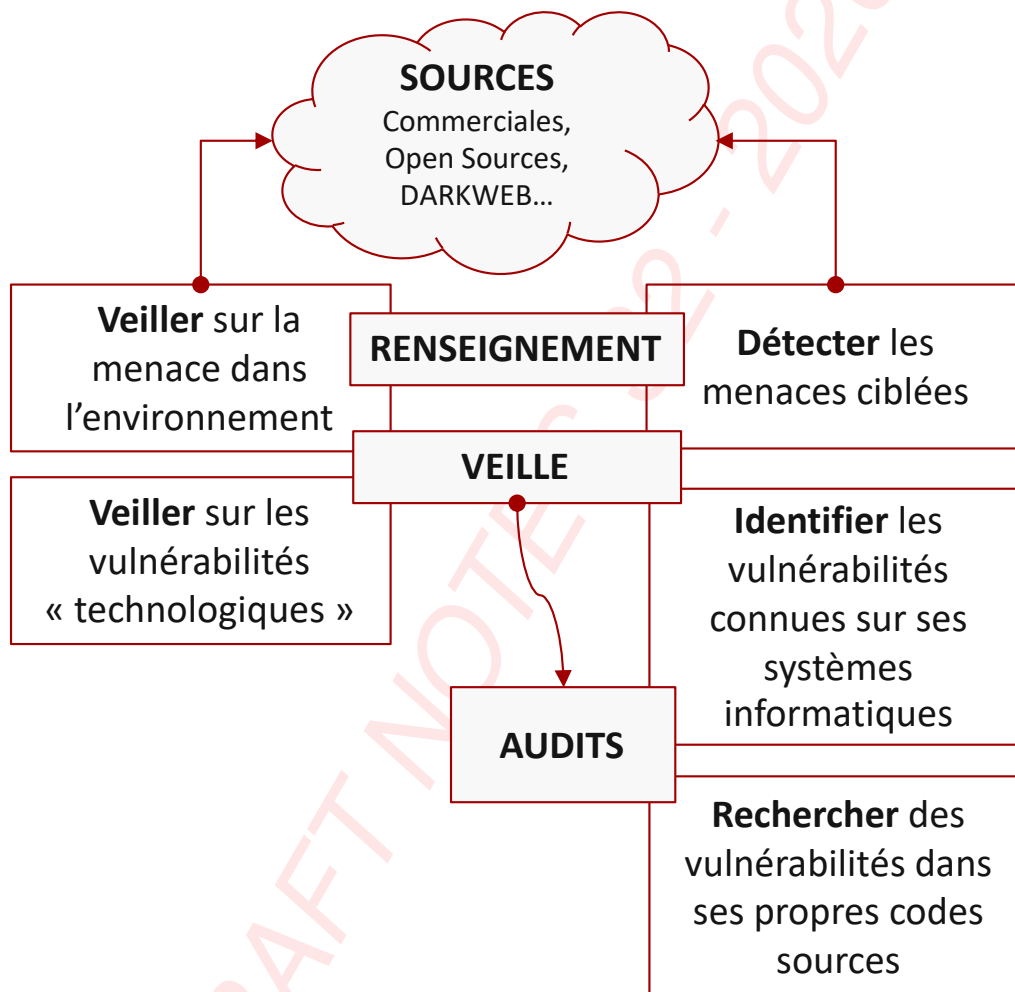 SOURCES
Commerciales,
Open Sources,
DARKWEB…
Veiller sur la
menace dans
l’environnement
RENSEIGNEMENT
Détecter les
menaces ciblées
VEILLE
Veiller sur les
vulnérabilités
« technologiques »
Identifier les
vulnérabilités
connues sur ses
systèmes
informatiques
AUDITS
Rechercher des
vulnérabilités dans
ses propres codes
sources